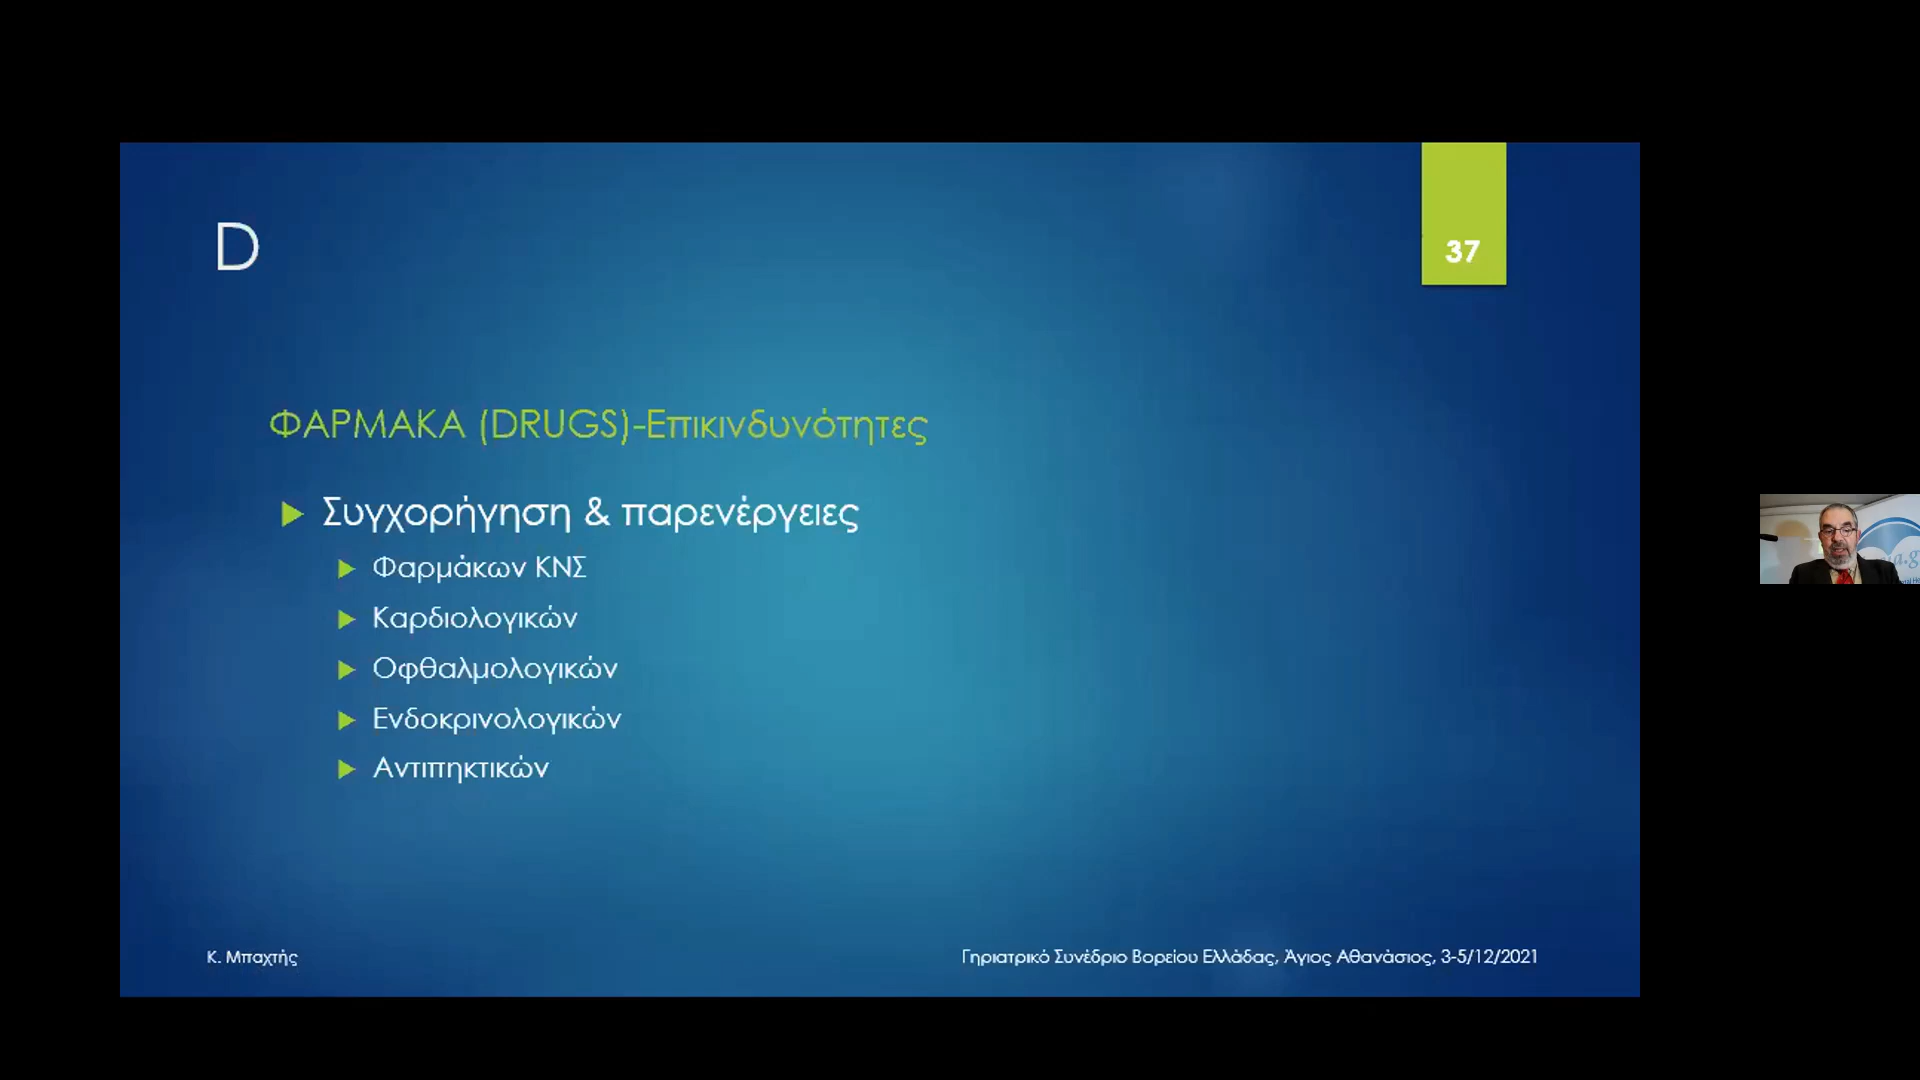 D
37
ΦΑΡΜΑΚΑ (DRUGS)-Επικινδυνότητες
Συγχορήγηση & παρενέργειες
Φαρμάκων ΚΝΣ
Καρδιολογικών
Οφθαλμολογικών
Ενδοκρινολογικών
Αντιπηκτικών
Κ. Μπαχτής
Γηριατρικό Συνέδριο Βορείου Ελλάδας, Άγιος Αθανάσιος, 3-5/12/2021